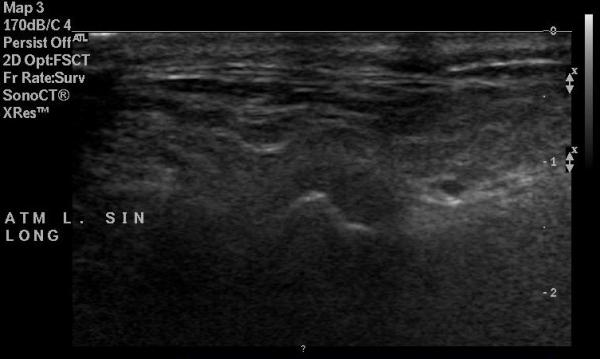 Map 3
170dB/C 4
Persist Off
ATL
2D Opt:FSCT
Fr Rate:Surv
SonoCT®
XRes™
0
x
x
1
ATM L. SIN
LONG
2
?